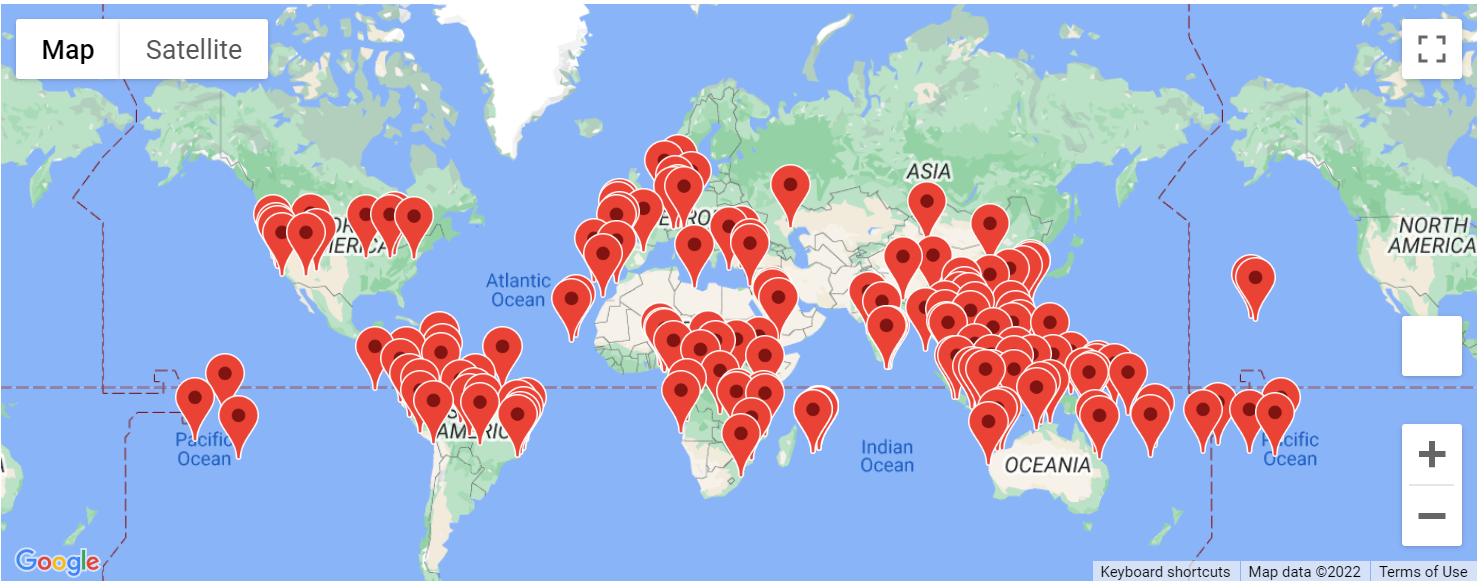 Map
Satellite
ASIA
NORTH
AMERICA
Atlantic
Ocean
AMERICA
Pacific
Ocean
Indian
Ocean
OCEANIA
Pacific
Ocean
Google
Keyboard shortcuts
Map data ©2022
Terms of Use